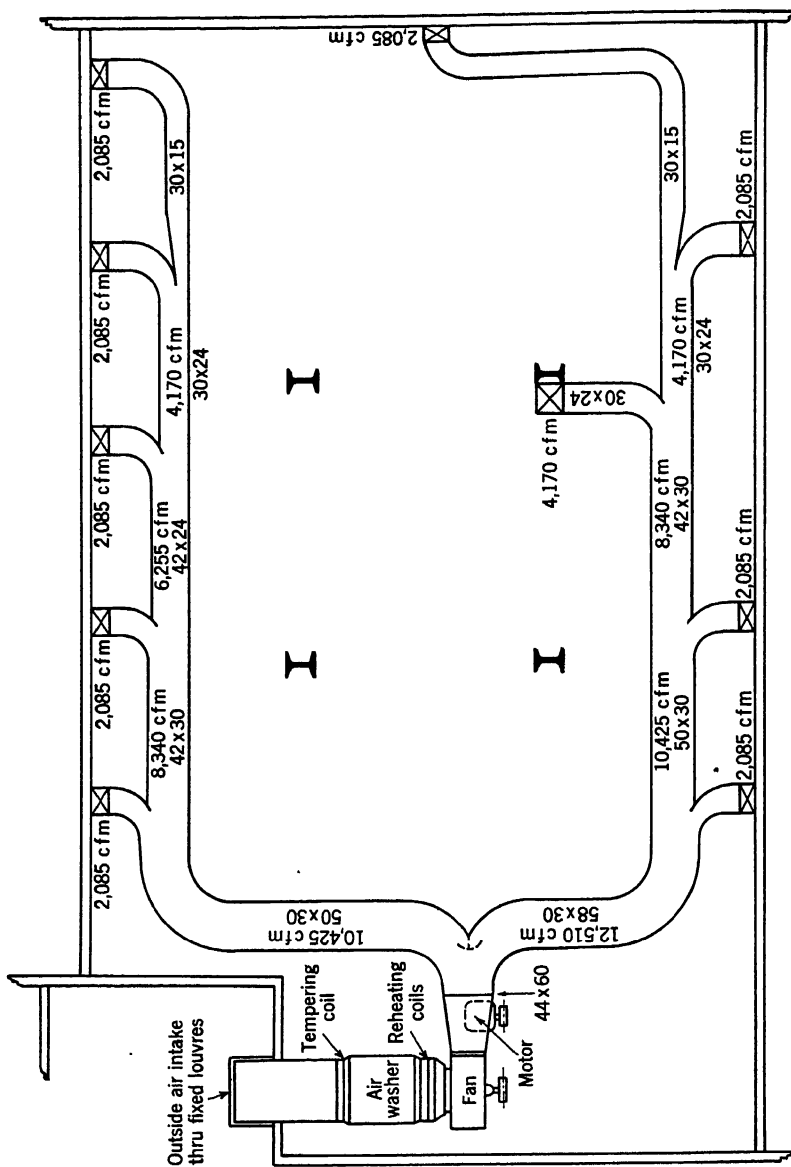 2,085 cfm
2,085 cfm
2,085 cfm
2,085 cfm
2,085 cfm
2,085 cfm
30x15
4,170 cfm
30x24
6,255 cfm
42x24
8,340 cfm
42x30
50x30
10,425 cfm
Outside air intake
thru fixed louvres
Tempering
coil
Air
washer
Reheating
coils
Fan
Motor
44x60
58x30
12,510 cfm
10,425 cfm
50x30
8,340 cfm
42x30
30x24
4,170 cfm
4,170 cfm
30x24
30x15
2,085 cfm
2,085 cfm
2,085 cfm